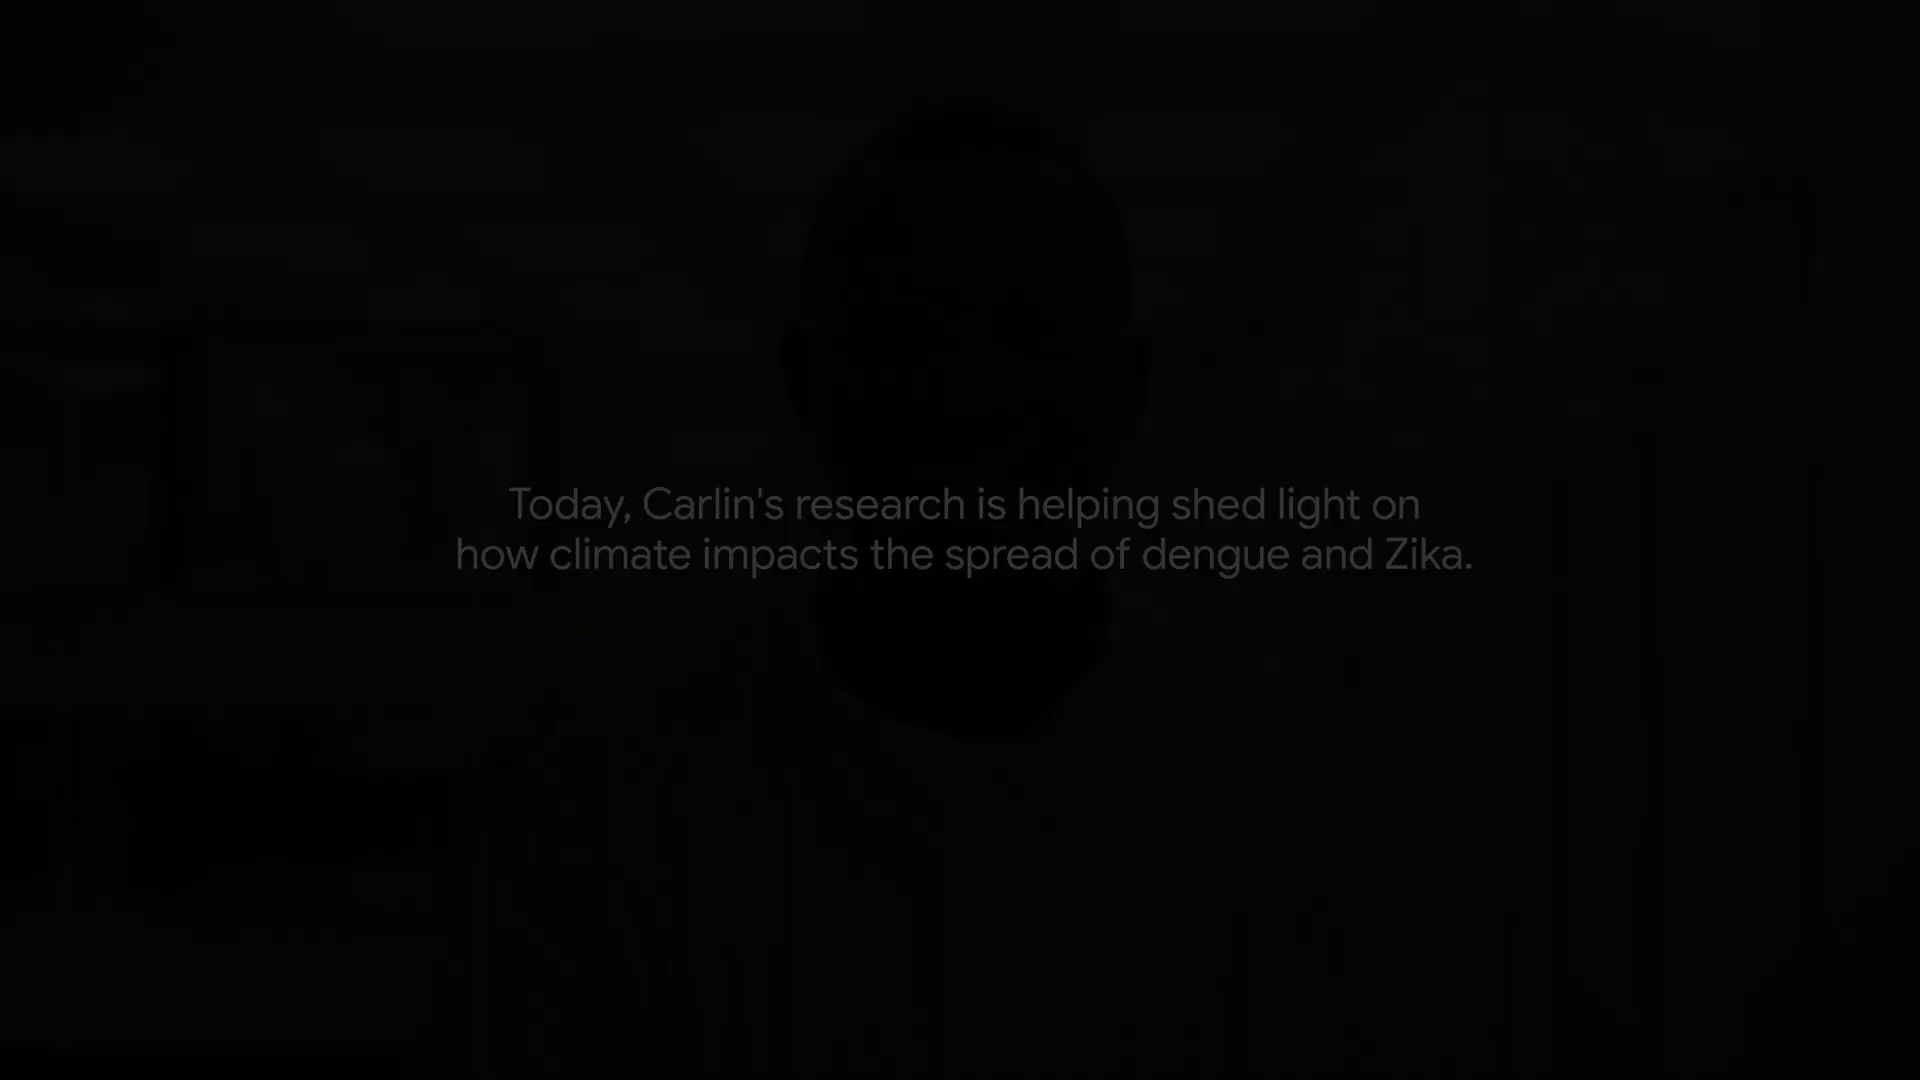 Today, Carlin's research is helping shed light on
how climate impacts the spread of dengue and Zika.